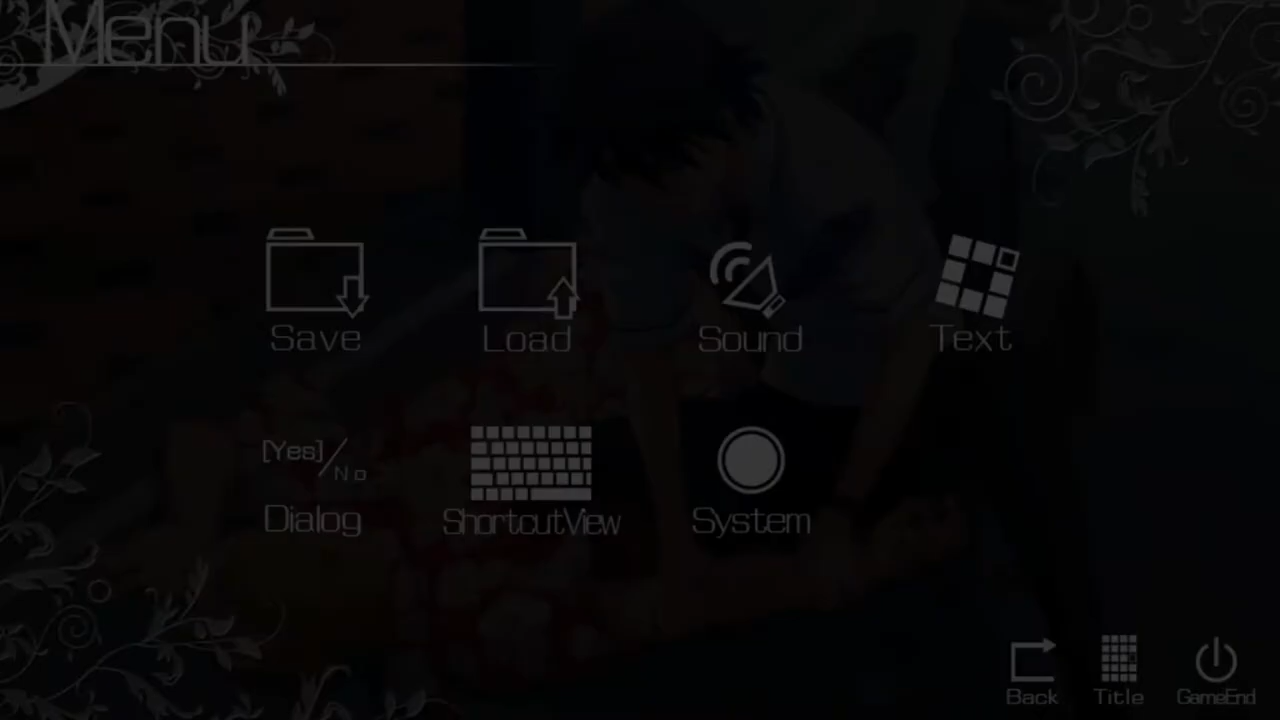 Menu
Save
Load
Sound
Text
[Yes]/No
Dialog
ShortcutView
System
Back
Title
GameEnd